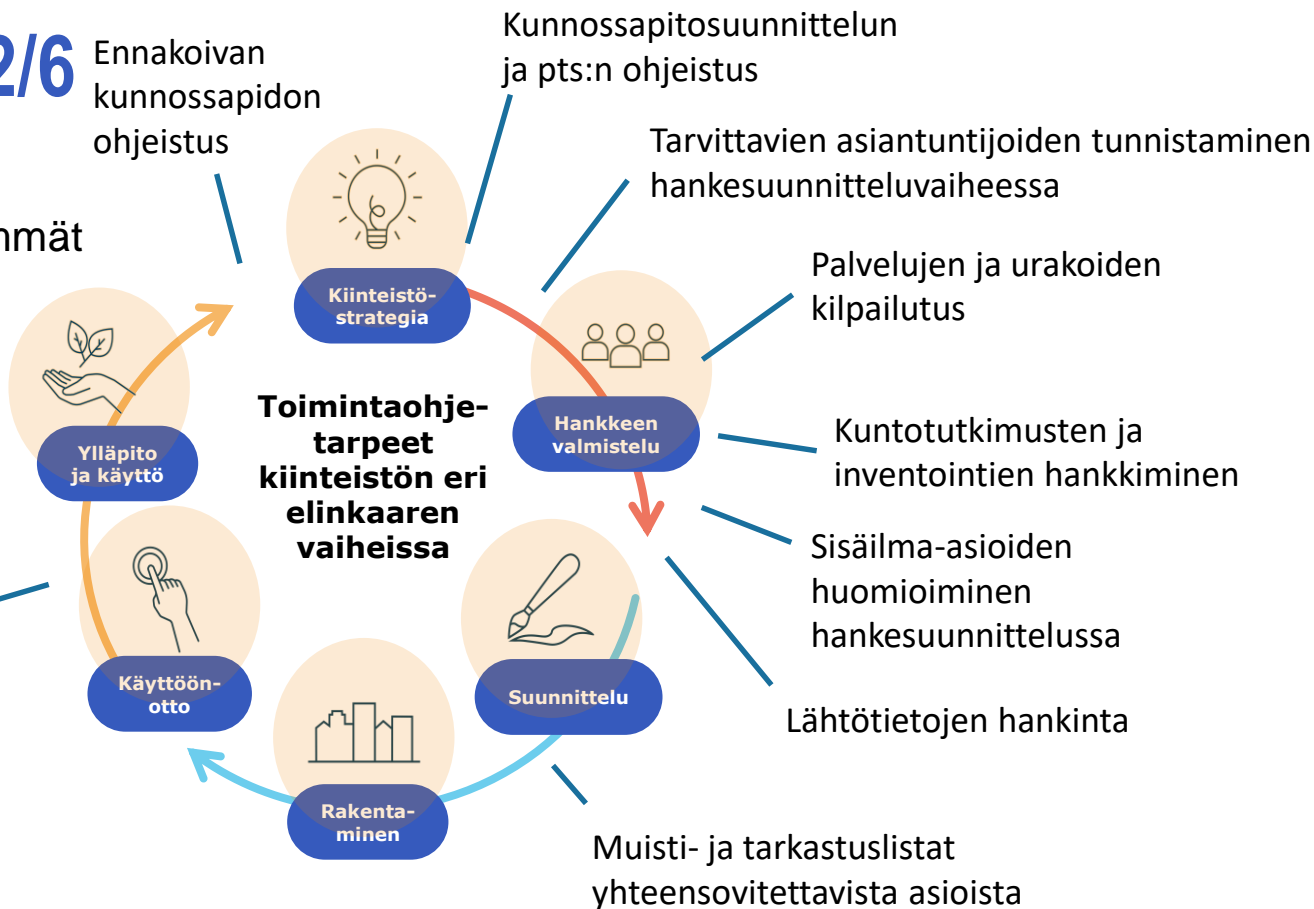 2/6
Ennakoivan
kunnossapidon
ohjeistus
Kunnossapitosuunnittelun
ja pts:n ohjeistus
Tarvittavien asiantuntijoiden tunnistaminen
hankesuunnitteluvaiheessa
mmät
Palvelujen ja urakoiden
kilpailutus
Kiinteistö-
strategia
Hankkeen
valmistelu
Kuntotutkimusten ja
inventointien hankkiminen
Toimintaohje-
tarpeet
kiinteistön eri
elinkaaren
vaiheissa
Ylläpito
ja käyttö
Sisäilma-asioiden
huomioiminen
hankesuunnittelussa
Käyttöön-
otto
Suunnittelu
Lähtötietojen hankinta
Rakenta-
minen
Muisti- ja tarkastuslistat
yhteensovitettavista asioista